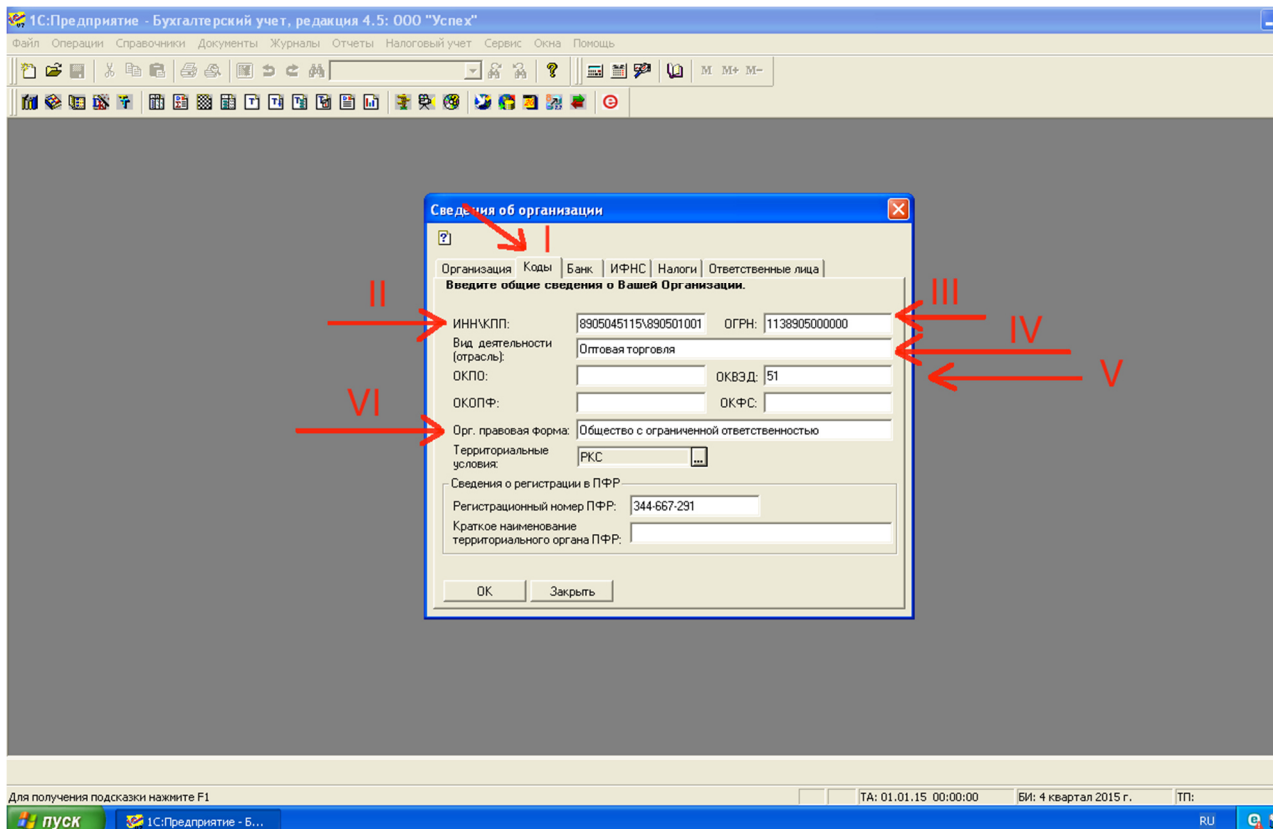 1С:Предприятие - Бухгалтерский учет, редакция 4.5: ООО "Успех"
Файл Операции Справочники Документы Журналы Отчеты Налоговый учет Сервис Окна Помощь
M M+ M-
Сведения об организации
I
Организация Коды Банк ИФНС Налоги Ответственные лица
Введите общие сведения о Вашей Организации.
II
III
ИНН\КПП: 8905045115\890501001 ОГРН: 1138905000000
IV
Вид деятельности
(отрасль): Оптовая торговля
V
ОКПО: ОКВЭД: 51
VI
ОКОПФ: ОКФС:
Орг. правовая форма: Общество с ограниченной ответственностью
Территориальные
условия: РКС ...
Сведения о регистрации в ПФР
Регистрационный номер ПФР: 344-667-291
Краткое наименование
территориального органа ПФР:
OK Закрыть
Для получения подсказки нажмите F1 ТА: 01.01.15 00:00:00 БИ: 4 квартал 2015 г. ТП:
пуск 1С:Предприятие - Б... RU